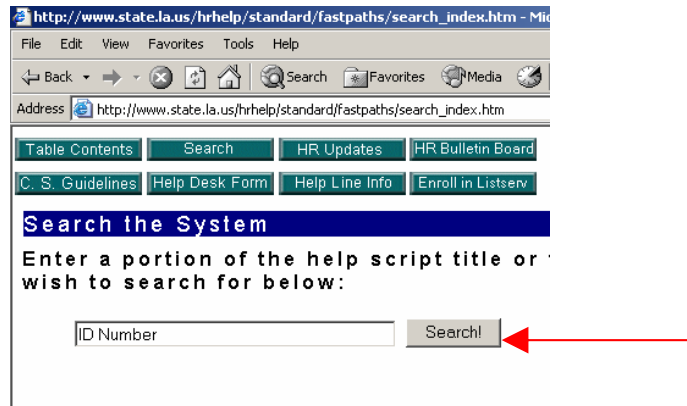 http://www.state.la.us/hrhelp/standard/fastpaths/search_index.htm - Mic
File Edit View Favorites Tools Help
Back Search Favorites Media
Address http://www.state.la.us/hrhelp/standard/fastpaths/search_index.htm
Table Contents Search HR Updates HR Bulletin Board
C. S. Guidelines Help Desk Form Help Line Info Enroll in Listserv
Search the System
Enter a portion of the help script title or
wish to search for below:
ID Number Search!